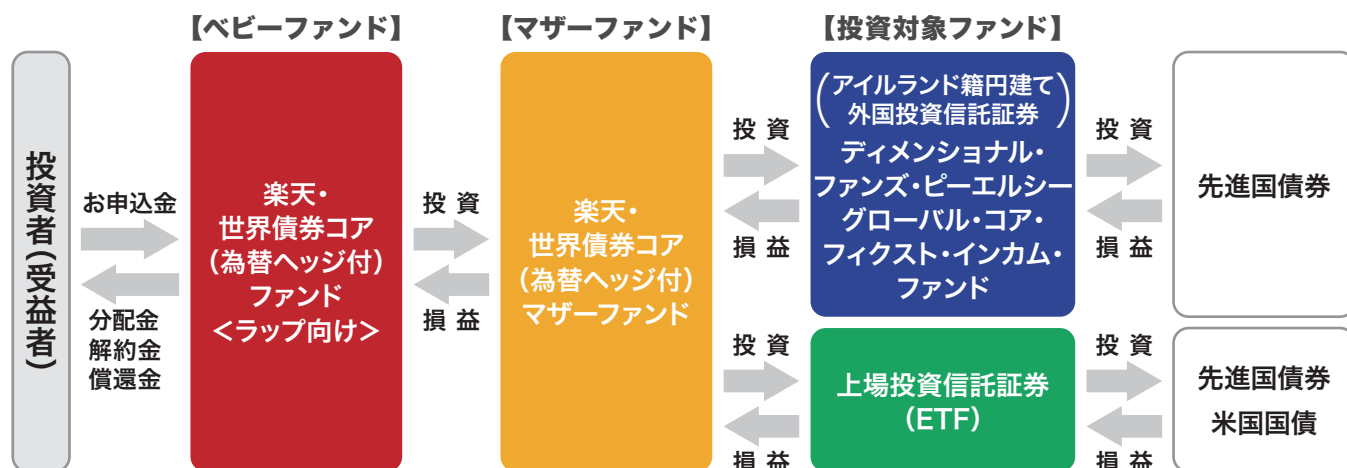 【ベビーファンド】
【マザーファンド】
【投資対象ファンド】
投資者(受益者)
お申込金
分配金
解約金
償還金
楽天・
世界債券コア
(為替ヘッジ付)
ファンド
<ラップ向け>
投資
損益
楽天・
世界債券コア
(為替ヘッジ付)
マザーファンド
投資
損益
(アイルランド籍円建て
外国投資信託証券)
ディメンショナル・
ファンズ・ピーエルシー
グローバル・コア・
フィクスト・インカム・
ファンド
投資
損益
先進国債券
投資
損益
上場投資信託証券
(ETF)
投資
損益
先進国債券
米国国債